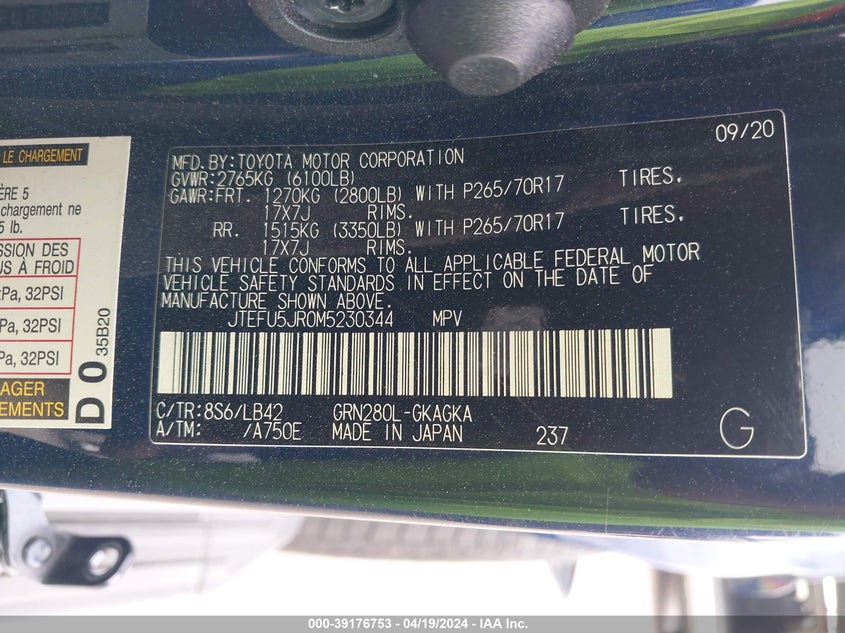 LE CHARGEMENT
ÈRE 5
chargement ne
5 lb.
SSION DES
US À FROID
Pa, 32PSI
Pa, 32PSI
Pa, 32PSI
AGER
EMENTS
D O 35B20
09/20
MFD.BY:TOYOTA MOTOR CORPORATION
GVWR:2765KG (6100LB)
GAWR:FRT. 1270KG (2800LB) WITH P265/70R17 TIRES,
17X7J RIMS.
RR. 1515KG (3350LB) WITH P265/70R17 TIRES,
17X7J RIMS.
THIS VEHICLE CONFORMS TO ALL APPLICABLE FEDERAL MOTOR
VEHICLE SAFETY STANDARDS IN EFFECT ON THE DATE OF
MANUFACTURE SHOWN ABOVE.
JTEFU5JR0M5230344 MPV
C/TR:8S6/LB42 GRN280L-GKAGKA
A/TM: /A750E MADE IN JAPAN 237
G
000-39176753 - 04/19/2024 - IAA Inc.